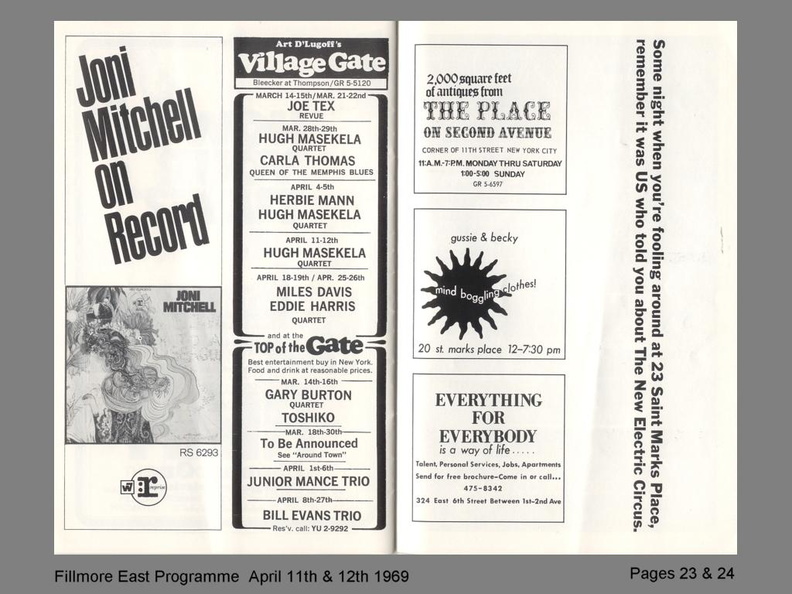 Joni
Mitchell
on
Record
JONI
MITCHELL
RS 6293
W
reprise
Art D'Lugoff's
Village Gate
Bleecker at Thompson/GR 5-5120
MARCH 14-15th/MAR. 21-22nd
JOE TEX
REVUE
MAR. 28th-29th
HUGH MASEKELA
QUARTET
CARLA THOMAS
QUEEN OF THE MEMPHIS BLUES
APRIL 4-5th
HERBIE MANN
HUGH MASEKELA
QUARTET
APRIL 11-12th
HUGH MASEKELA
QUARTET
APRIL 18-19th / APR. 25-26th
MILES DAVIS
EDDIE HARRIS
QUARTET
and at the
TOP of the Gate
Best entertainment buy in New York.
Food and drink at reasonable prices.
MAR. 14th-16th
GARY BURTON
QUARTET
TOSHIKO
MAR. 18th-30th
To Be Announced
See "Around Town"
APRIL 1st-6th
JUNIOR MANCE TRIO
APRIL 8th-27th
BILL EVANS TRIO
Res'v. call: YU 2-9292
2,000 square feet
of antiques from
THE PLACE
ON SECOND AVENUE
CORNER OF 11TH STREET NEW YORK CITY
11:A.M.-7:P.M. MONDAY THRU SATURDAY
1:00-5:00 SUNDAY
GR 5-6597
gussie & becky
mind boggling clothes!
20 st. marks place 12-7:30 pm
EVERYTHING
FOR
EVERYBODY
is a way of life.....
Talent, Personal Services, Jobs, Apartments
Send for free brochure-Come in or call...
475-8342
324 East 6th Street Between 1st-2nd Ave
Some night when you're fooling around at 23 Saint Marks Place,
remember it was US who told you about The New Electric Circus.
Fillmore East Programme April 11th & 12th 1969
Pages 23 & 24